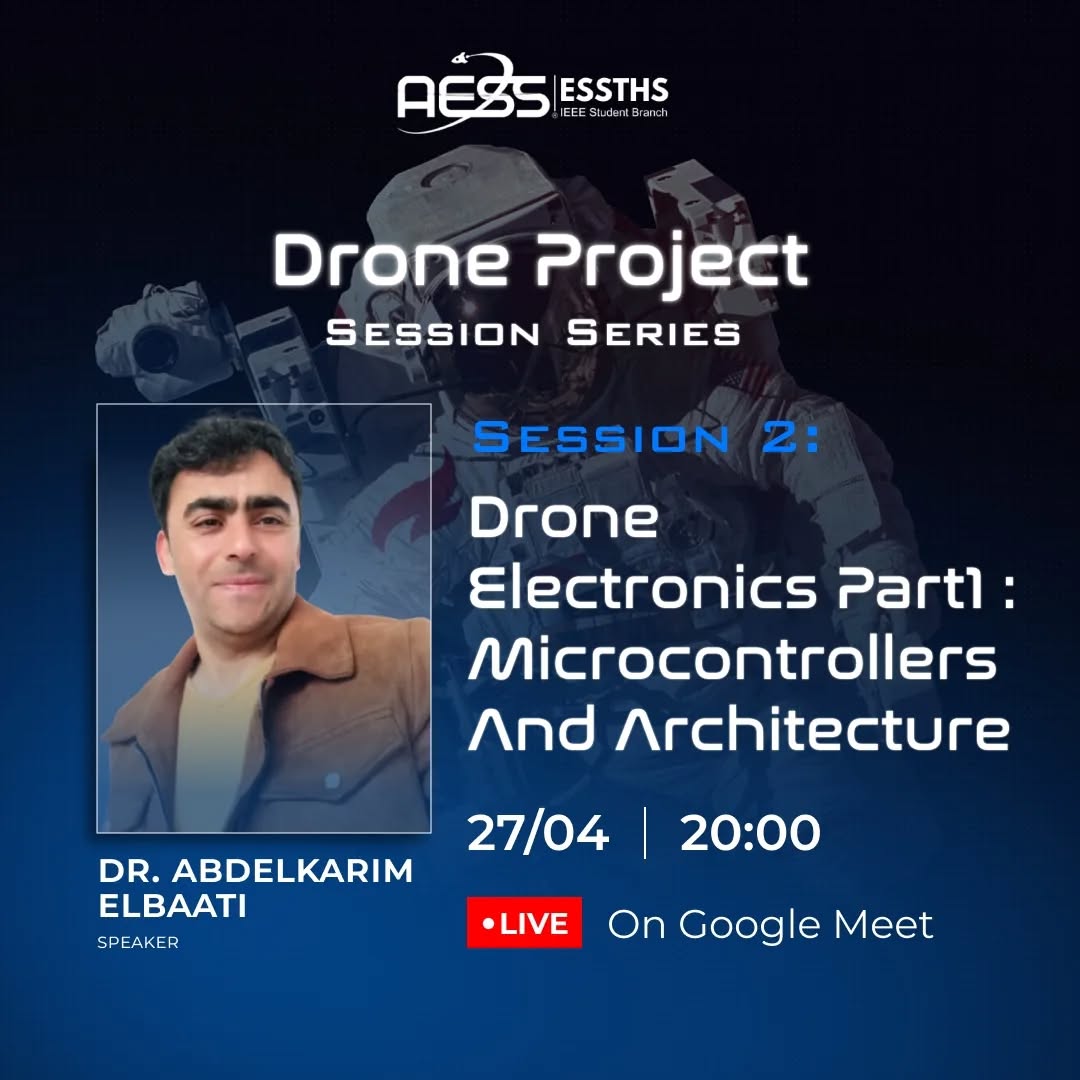 AESS ESSTHS
® IEEE Student Branch
Drone Project
SESSION SERIES
SESSION 2:
Drone
Electronics Part1 :
Microcontrollers
And Architecture
27/04 | 20:00
• LIVE On Google Meet
DR. ABDELKARIM
ELBAATI
SPEAKER